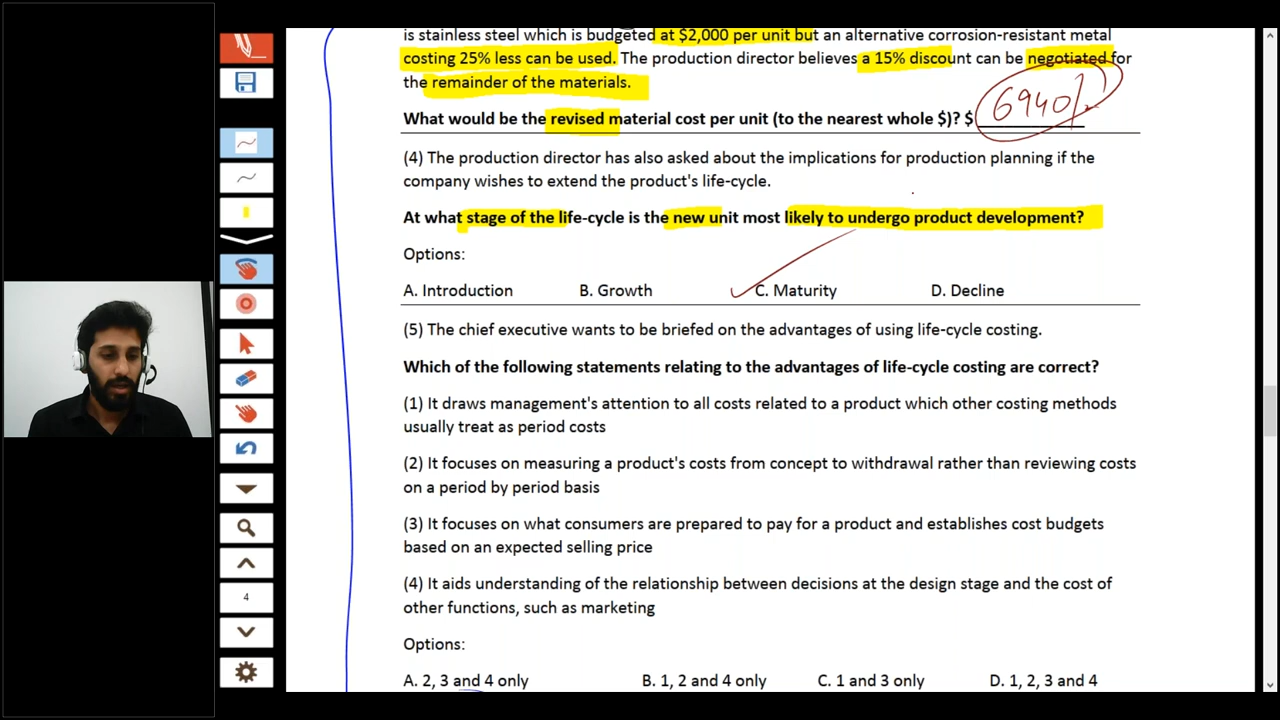 is stainless steel which is budgeted at $2,000 per unit but an alternative corrosion-resistant metal
costing 25% less can be used. The production director believes a 15% discount can be negotiated for
the remainder of the materials.
What would be the revised material cost per unit (to the nearest whole $)? $ 6940/-
(4) The production director has also asked about the implications for production planning if the
company wishes to extend the product's life-cycle.
At what stage of the life-cycle is the new unit most likely to undergo product development?
Options:
A. Introduction B. Growth C. Maturity D. Decline
(5) The chief executive wants to be briefed on the advantages of using life-cycle costing.
Which of the following statements relating to the advantages of life-cycle costing are correct?
(1) It draws management's attention to all costs related to a product which other costing methods
usually treat as period costs
(2) It focuses on measuring a product's costs from concept to withdrawal rather than reviewing costs
on a period by period basis
(3) It focuses on what consumers are prepared to pay for a product and establishes cost budgets
based on an expected selling price
(4) It aids understanding of the relationship between decisions at the design stage and the cost of
other functions, such as marketing
4
Options:
A. 2, 3 and 4 only B. 1, 2 and 4 only C. 1 and 3 only D. 1, 2, 3 and 4